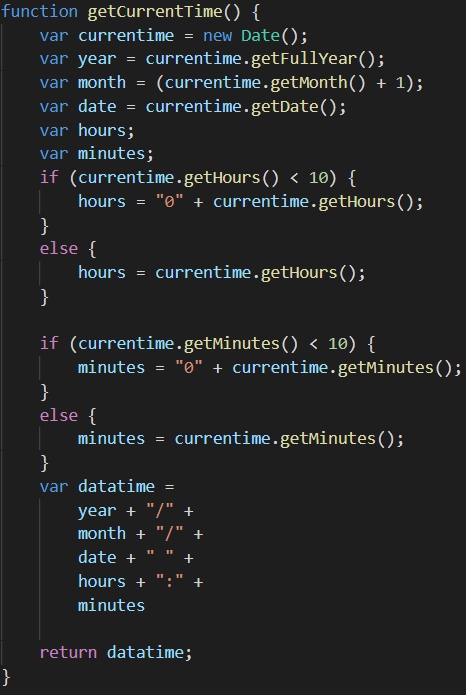 function getCurrentTime() {
    var currentime = new Date();
    var year = currentime.getFullYear();
    var month = (currentime.getMonth() + 1);
    var date = currentime.getDate();
    var hours;
    var minutes;
    if (currentime.getHours() < 10) {
        hours = "0" + currentime.getHours();
    }
    else {
        hours = currentime.getHours();
    }

    if (currentime.getMinutes() < 10) {
        minutes = "0" + currentime.getMinutes();
    }
    else {
        minutes = currentime.getMinutes();
    }
    var datatime =
        year + "/" +
        month + "/" +
        date + " " +
        hours + ":" +
        minutes

    return datatime;
}